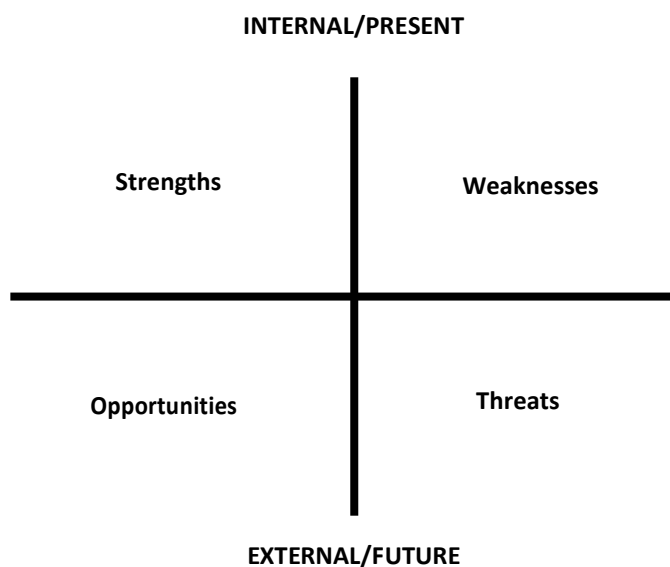 INTERNAL/PRESENT
Strengths
Weaknesses
Opportunities
Threats
EXTERNAL/FUTURE